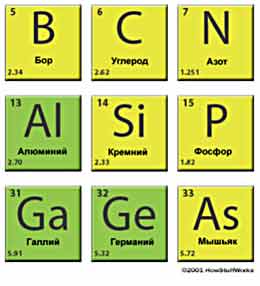 5 6 7
B C N
Бор Углерод Азот
2.34 2.62 1.251
13 14 15
Al Si P
Алюминий Кремний Фосфор
2.70 2.33 1.82
31 32 33
Ga Ge As
Галлий Германий Мышьяк
5.91 5.32 5.72
©2001 HowStuffWorks